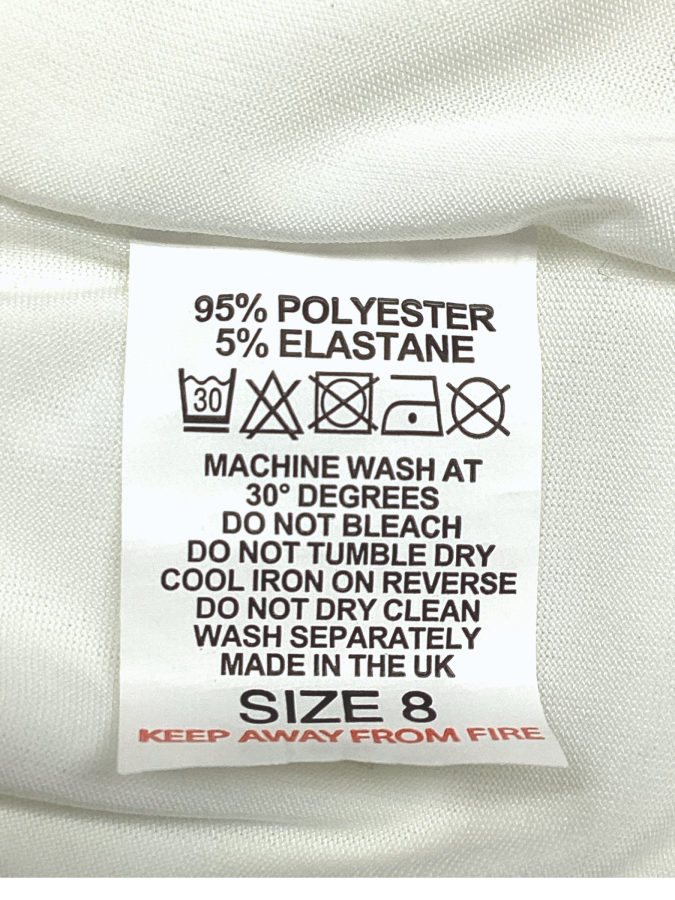 95% POLYESTER
5% ELASTANE
30
MACHINE WASH AT
30° DEGREES
DO NOT BLEACH
DO NOT TUMBLE DRY
COOL IRON ON REVERSE
DO NOT DRY CLEAN
WASH SEPARATELY
MADE IN THE UK
SIZE 8
KEEP AWAY FROM FIRE